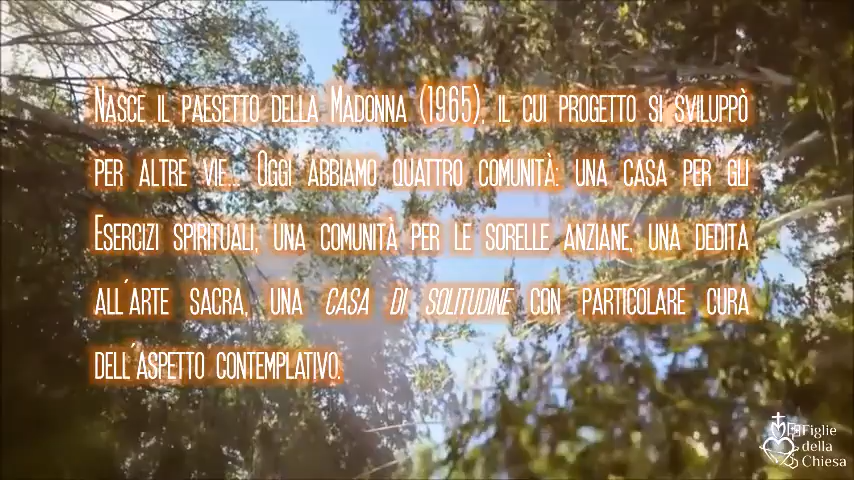 Nasce il paesetto della Madonna (1965), il cui progetto si sviluppò
per altre vie... Oggi abbiamo quattro comunità: una casa per gli
Esercizi spirituali, una comunità per le sorelle anziane, una dedita
all'arte sacra, una casa di solitudine con particolare cura
dell'aspetto contemplativo.
Figlie
della
Chiesa